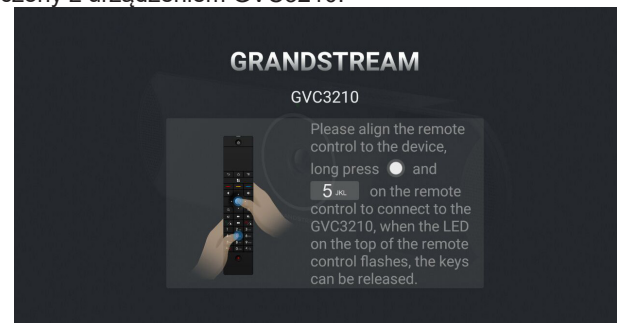 GRANDSTREAM
GVC3210
Please align the remote
control to the device,
long press and
5 JKL on the remote
control to connect to the
GVC3210, when the LED
on the top of the remote
control flashes, the keys
can be released.